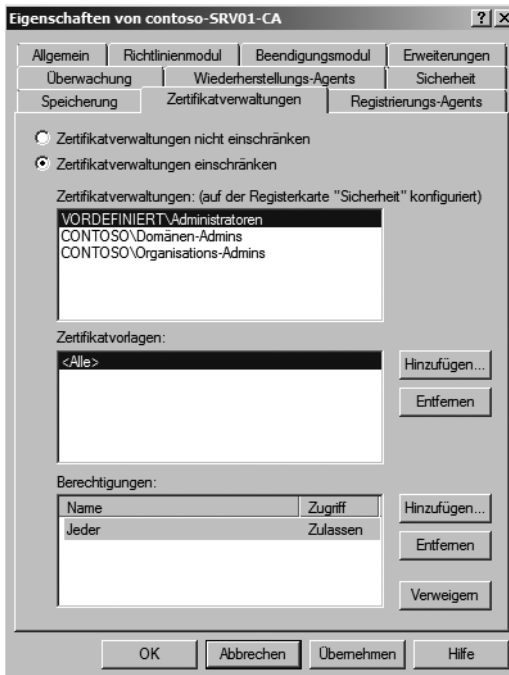 Eigenschaften von contoso-SRV01-CA
Allgemein Richtlinienmodul Beendigungsmodul Erweiterungen
Überwachung Wiederherstellungs-Agents Sicherheit
Speicherung Zertifikatverwaltungen Registrierungs-Agents
Zertifikatverwaltungen nicht einschränken
Zertifikatverwaltungen einschränken
Zertifikatverwaltungen: (auf der Registerkarte "Sicherheit" konfiguriert)
VORDEFINIERT\Administratoren
CONTOSO\Domänen-Admins
CONTOSO\Organisations-Admins
Zertifikatvorlagen:
<Alle>
Hinzufügen...
Entfernen
Berechtigungen:
Name Zugriff
Jeder Zulassen
Hinzufügen...
Entfernen
Verweigern
OK Abbrechen Übernehmen Hilfe